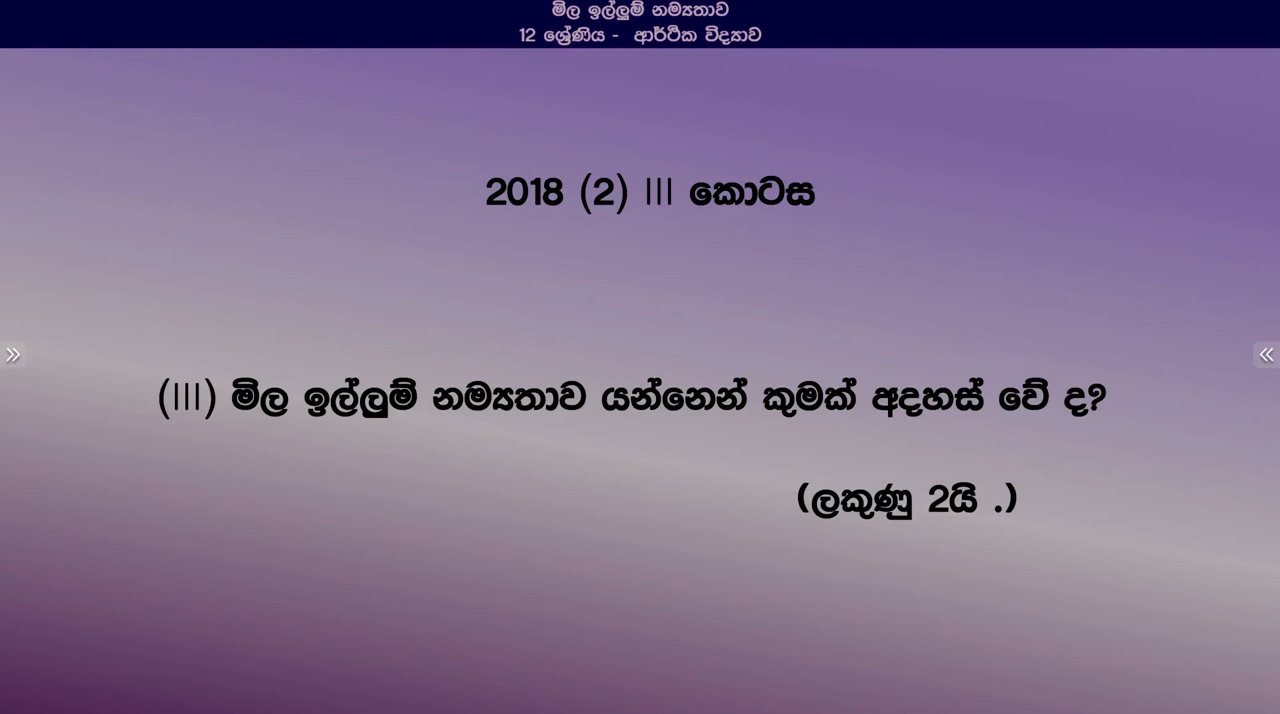 මිල ඉල්ලුම් නම්‍යතාව
12 ශ්‍රේණිය - ආර්ථික විද්‍යාව
2018 (2) III කොටස
(III) මිල ඉල්ලුම් නම්‍යතාව යන්නෙන් කුමක් අදහස් වේ ද?
(ලකුණු 2යි .)